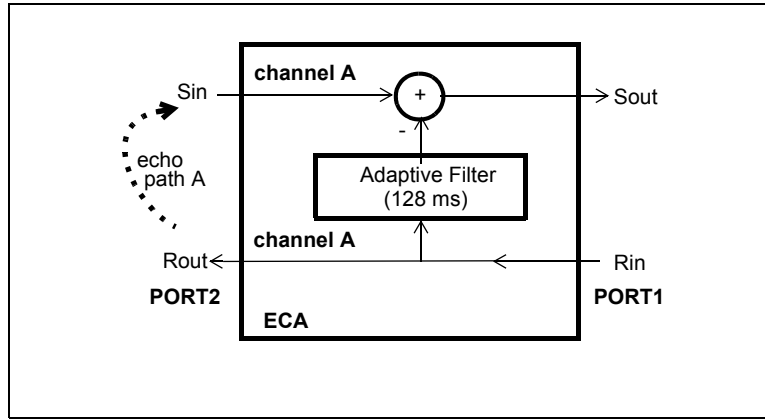 channel A
Sin
+
Sout
-
echo
path A
Adaptive Filter
(128 ms)
channel A
Rout
Rin
PORT2
PORT1
ECA